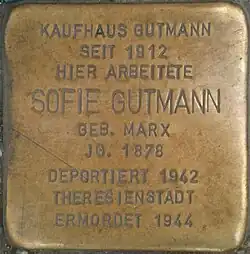 KAUFHAUS GUTMANN
SEIT 1912
HIER ARBEITETE
SOFIE GUTMANN
GEB. MARX
JG. 1878
DEPORTIERT 1942
THERESIENSTADT
ERMORDET 1944